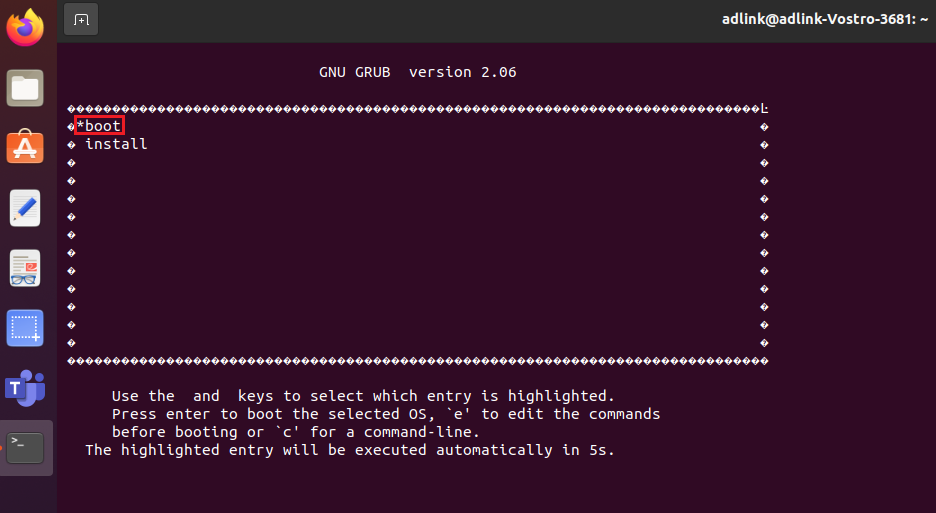 adlink@adlink-Vostro-3681: ~
GNU GRUB  version 2.06
*boot
install
Use the  and  keys to select which entry is highlighted.
Press enter to boot the selected OS, `e' to edit the commands
before booting or `c' for a command-line.
The highlighted entry will be executed automatically in 5s.